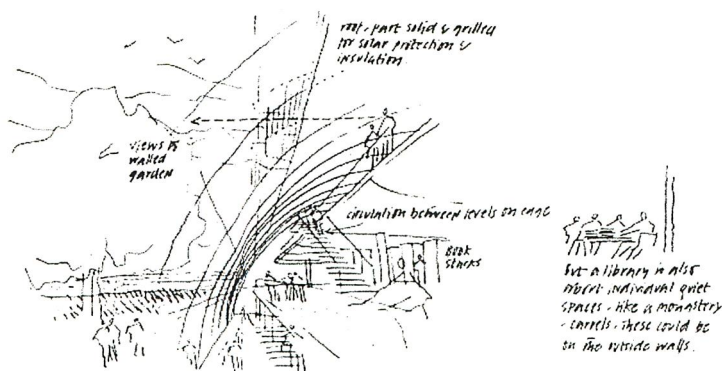 roof, part solid & grilled
for solar protection &
insulation
views of
walled
garden
circulation between levels on edge
Book
stacks
But a library is also
about individual quiet
spaces - like a monastery
- carrels. These could be
on the outside walls.